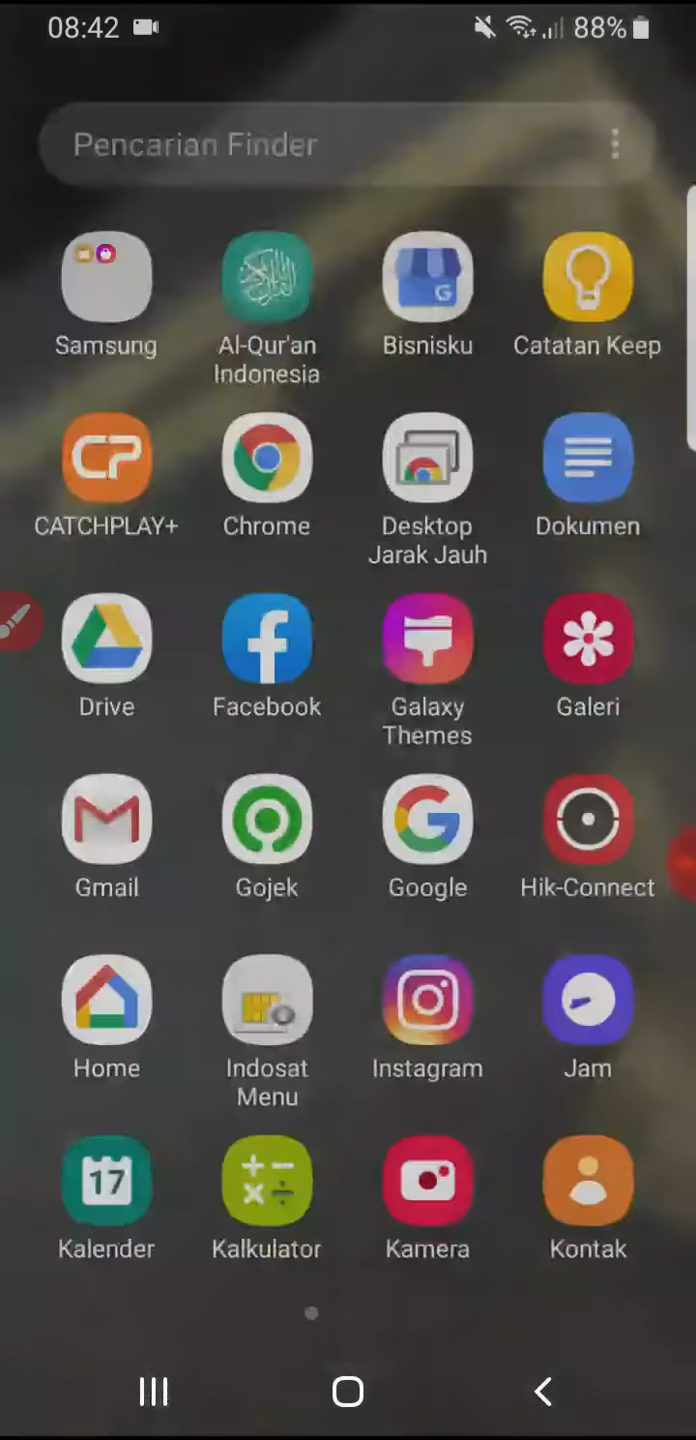 08:42
88%
Pencarian Finder
Samsung
Al-Qur'an
Indonesia
Bisnisku
G
Catatan Keep
CP
CATCHPLAY+
Chrome
Desktop
Jarak Jauh
Dokumen
Drive
Facebook
Galaxy
Themes
Galeri
Gmail
Gojek
Google
Hik-Connect
Home
Indosat
Menu
Instagram
Jam
17
Kalender
Kalkulator
Kamera
Kontak